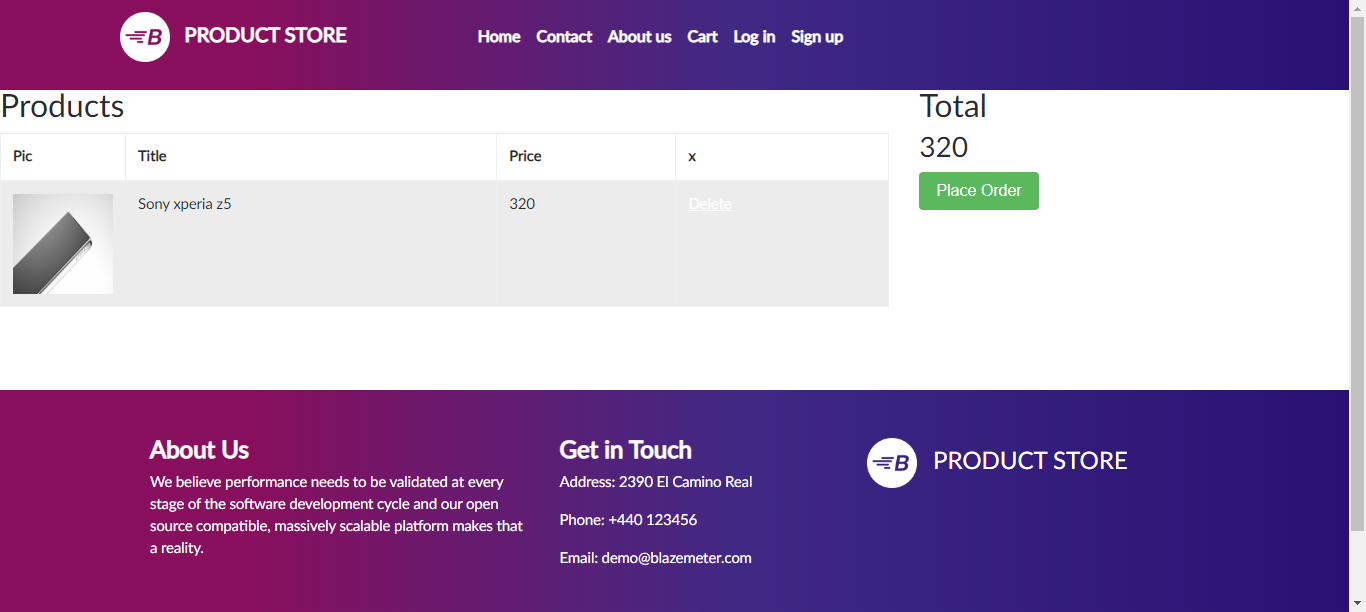 B PRODUCT STORE
Home Contact About us Cart Log in Sign up
Products
Pic Title Price x
Sony xperia z5 320 Delete
Total
320
Place Order
About Us
We believe performance needs to be validated at every
stage of the software development cycle and our open
source compatible, massively scalable platform makes that
a reality.
Get in Touch
Address: 2390 El Camino Real
Phone: +440 123456
Email: demo@blazemeter.com
B PRODUCT STORE